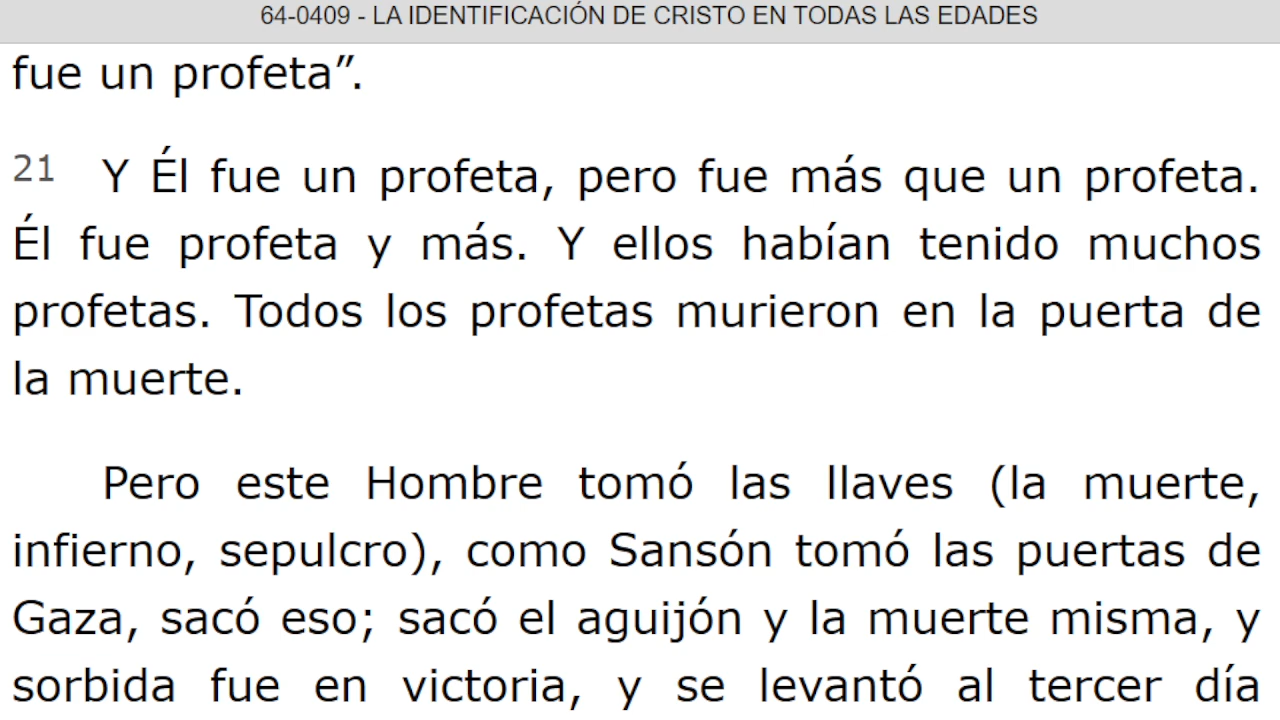 64-0409 - LA IDENTIFICACIÓN DE CRISTO EN TODAS LAS EDADES
fue un profeta”.
21 Y Él fue un profeta, pero fue más que un profeta.
Él fue profeta y más. Y ellos habían tenido muchos
profetas. Todos los profetas murieron en la puerta de
la muerte.
Pero este Hombre tomó las llaves (la muerte,
infierno, sepulcro), como Sansón tomó las puertas de
Gaza, sacó eso; sacó el aguijón y la muerte misma, y
sorbida fue en victoria, y se levantó al tercer día